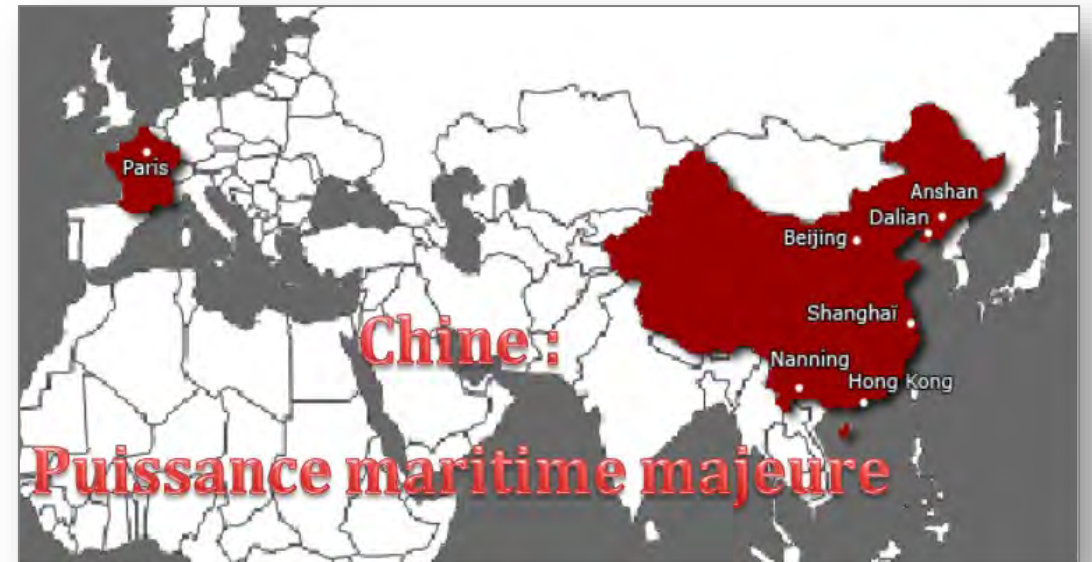 Paris
Anshan
Dalian
Beijing
Shanghaï
Nanning
Hong Kong
Chine :
Puissance maritime majeure